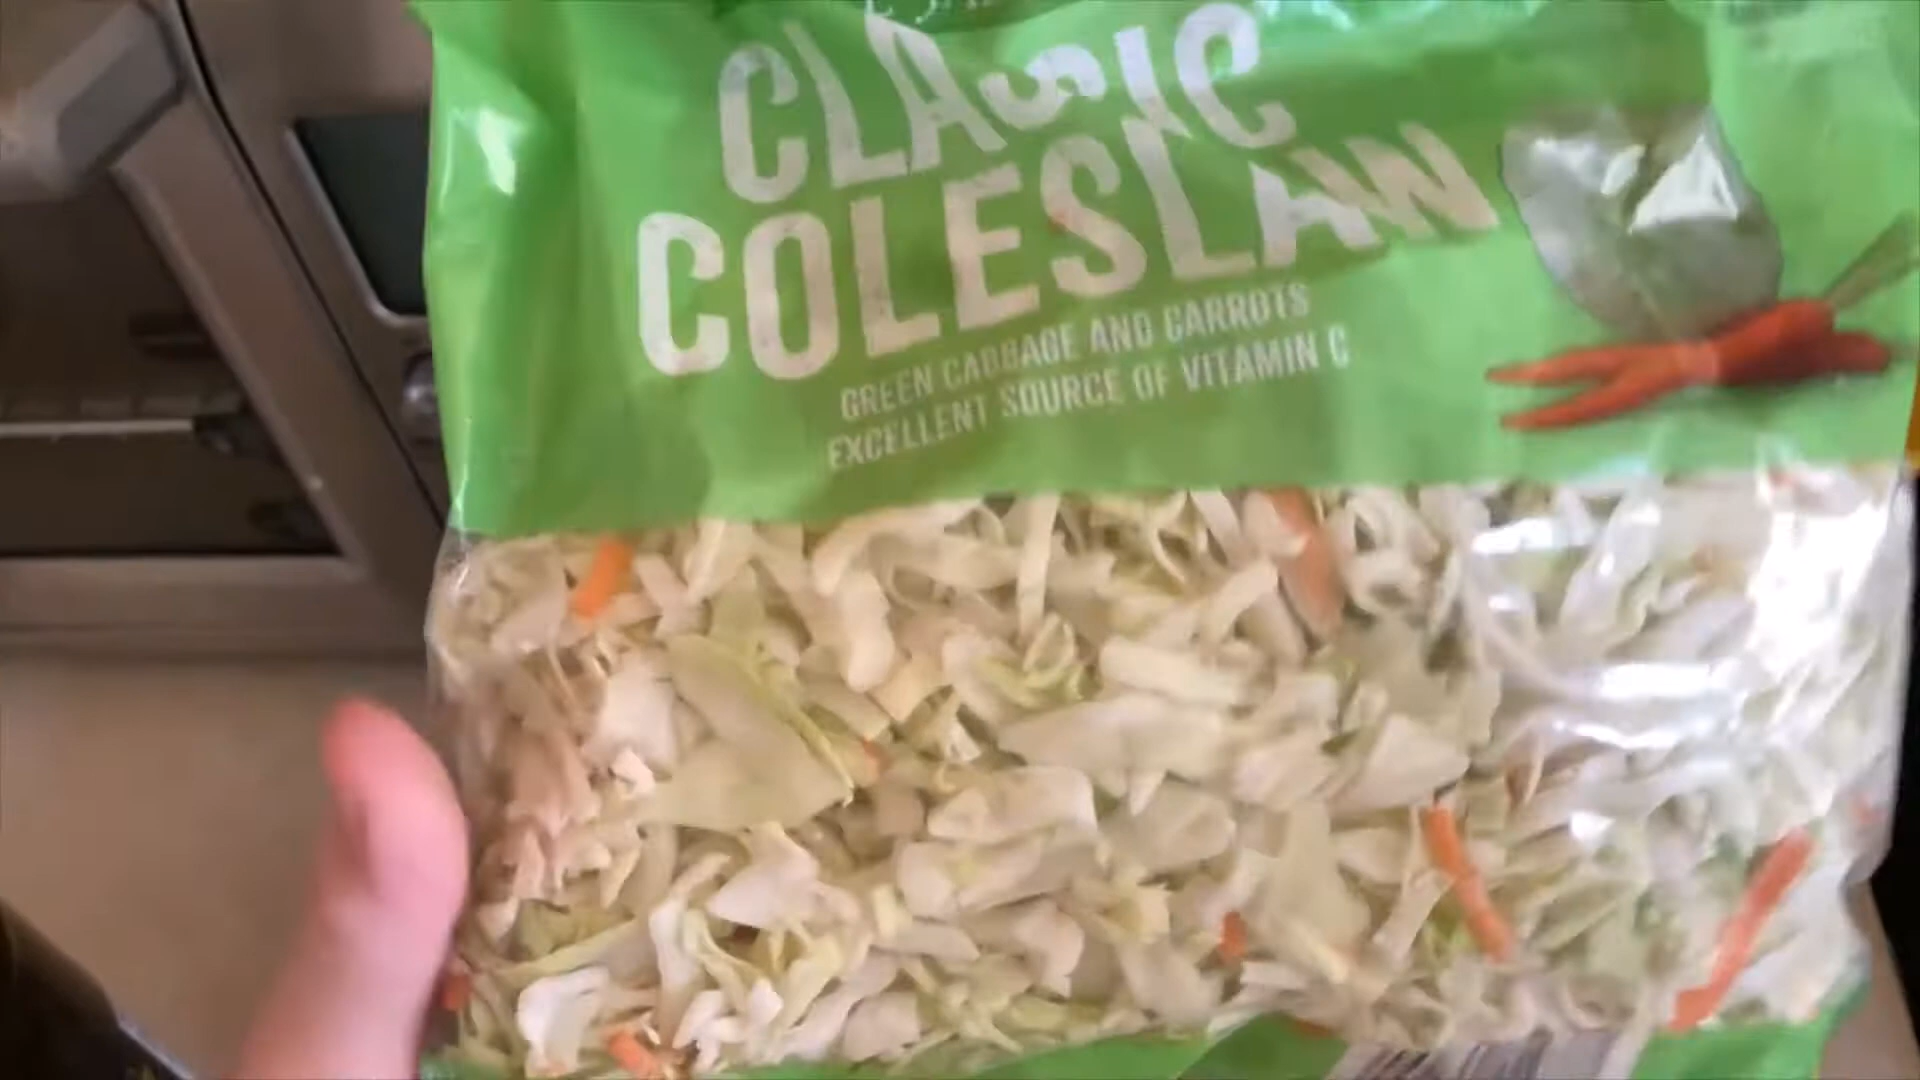 CLASSIC
COLESLAW
GREEN CABBAGE AND CARROTS
EXCELLENT SOURCE OF VITAMIN C